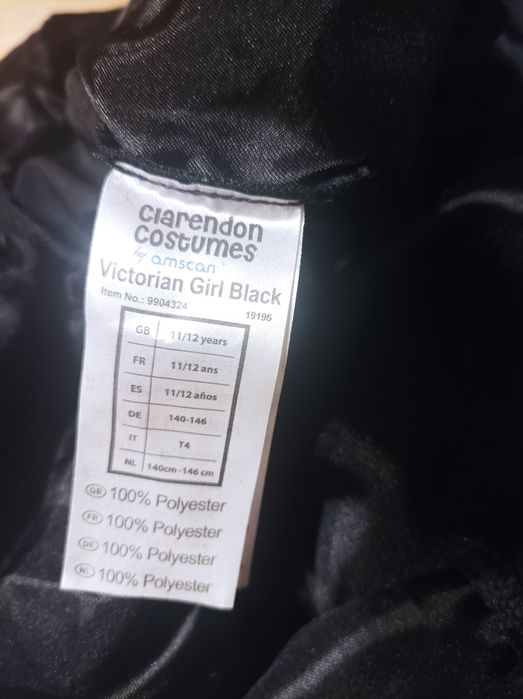 Clarendon
Costumes
by amscan®
Victorian Girl Black
Item No.: 9904324 19196
GB 11/12 years
FR 11/12 ans
ES 11/12 años
DE 140-146
IT T4
NL 140cm -146 cm
GB 100% Polyester
FR 100% Polyester
DE 100% Polyester
NL 100% Polyester